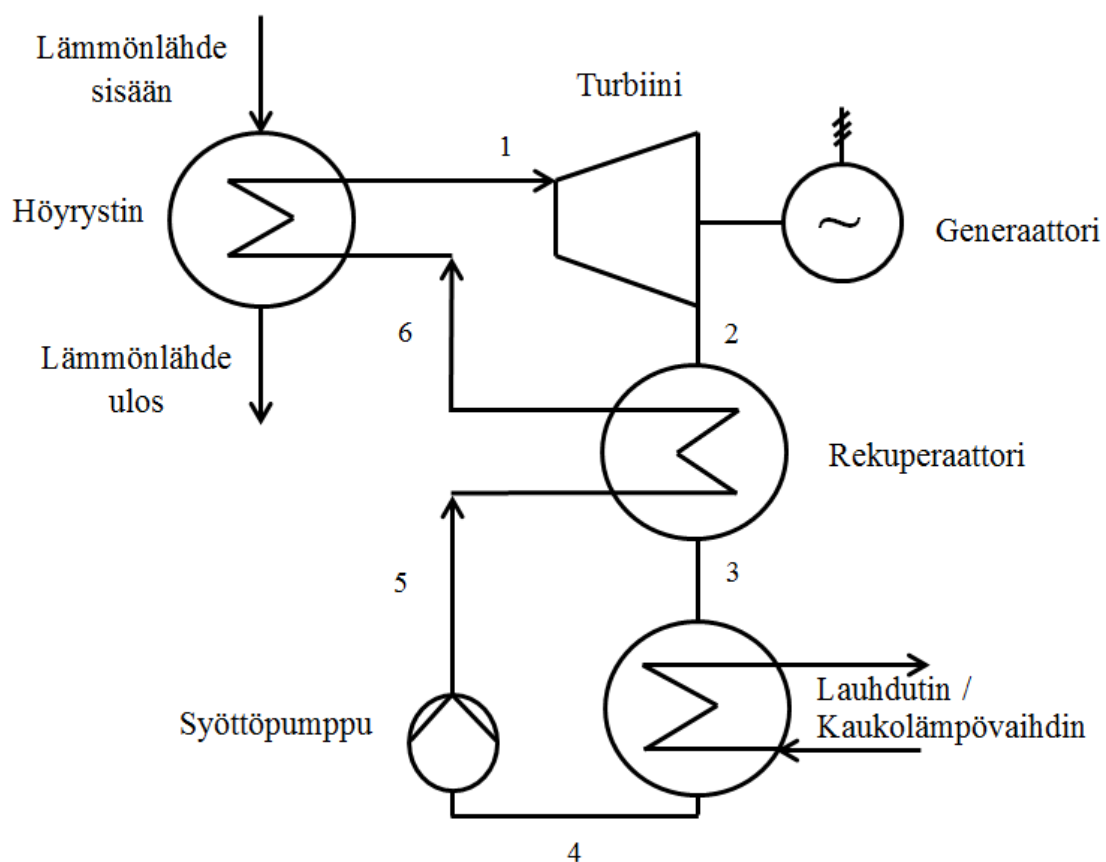 Lämmönlähde
sisään
Turbiini
1
Höyrystin
~
Generaattori
Lämmönlähde
ulos
6
2
Rekuperaattori
5
3
Syöttöpumppu
Lauhdutin /
Kaukolämpövaihdin
4